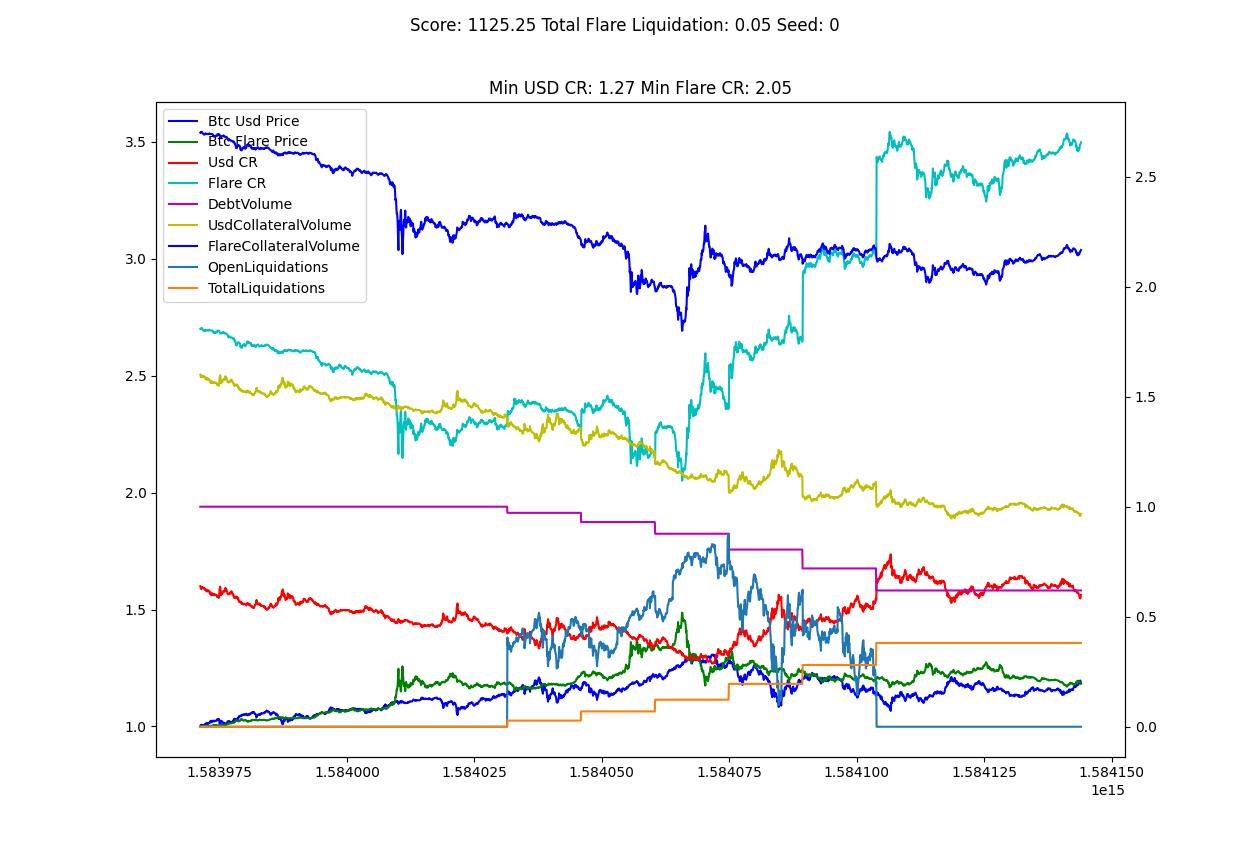 Score: 1125.25 Total Flare Liquidation: 0.05 Seed: 0
Min USD CR: 1.27 Min Flare CR: 2.05
Btc Usd Price
Btc Flare Price
Usd CR
Flare CR
DebtVolume
UsdCollateralVolume
FlareCollateralVolume
OpenLiquidations
TotalLiquidations
3.5
3.0
2.5
2.0
1.5
1.0
2.5
2.0
1.5
1.0
0.5
0.0
1.583975 1.584000 1.584025 1.584050 1.584075 1.584100 1.584125 1.584150
1e15